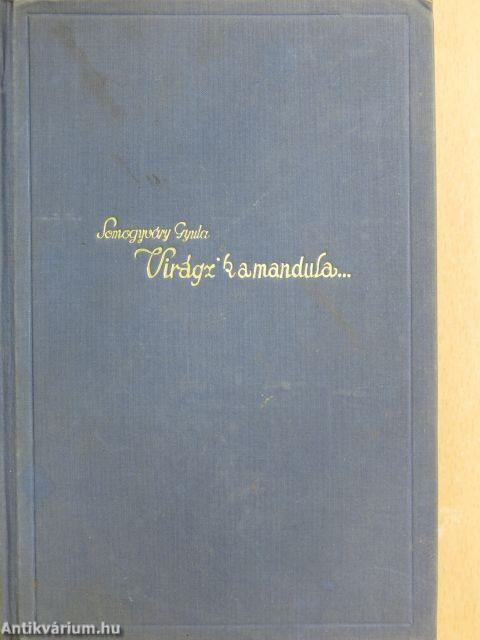 Somogyváry Gyula
Virágzik a mandula...
Antikvárium.hu